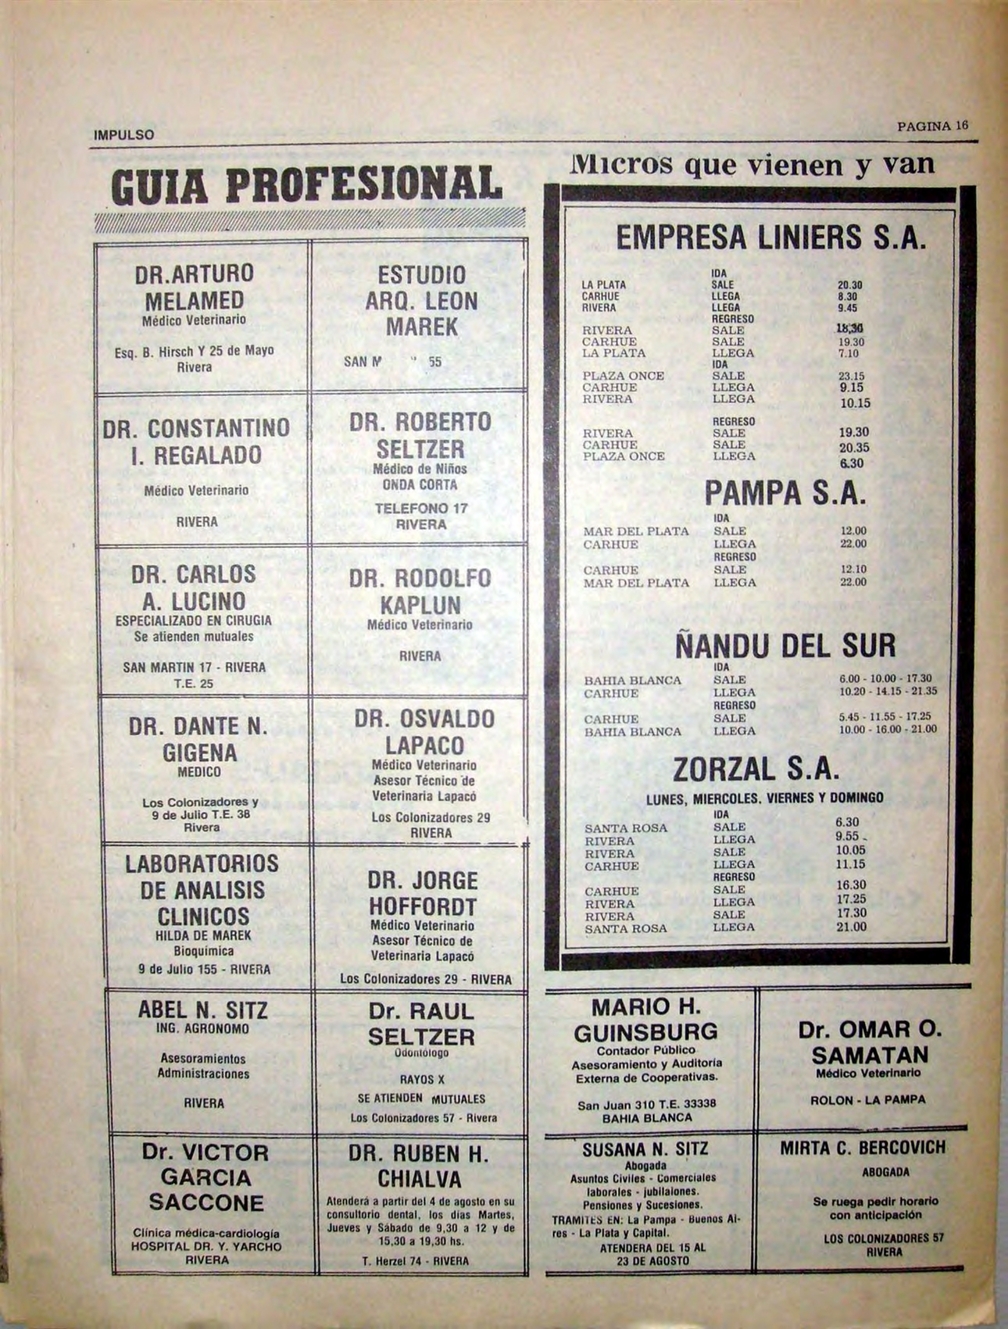 IMPULSO
PAGINA 16
GUIA PROFESIONAL
DR.ARTURO
MELAMED
Médico Veterinario
Esq. B. Hirsch Y 25 de Mayo
Rivera
ESTUDIO
ARQ. LEON
MAREK
SAN 55
DR. CONSTANTINO
I. REGALADO
Médico Veterinario
RIVERA
DR. ROBERTO
SELTZER
Médico de Niños
ONDA CORTA
TELEFONO 17
RIVERA
DR. CARLOS
A. LUCINO
ESPECIALIZADO EN CIRUGIA
Se atienden mutuales
SAN MARTIN 17 - RIVERA
T.E. 25
DR. RODOLFO
KAPLUN
Médico Veterinario
RIVERA
DR. DANTE N.
GIGENA
MEDICO
Los Colonizadores y
9 de Julio T.E. 38
Rivera
DR. OSVALDO
LAPACO
Médico Veterinario
Asesor Técnico de
Veterinaria Lapacó
Los Colonizadores 29
RIVERA
LABORATORIOS
DE ANALISIS
CLINICOS
HILDA DE MAREK
Bioquímica
9 de Julio 155 - RIVERA
DR. JORGE
HOFFORDT
Médico Veterinario
Asesor Técnico de
Veterinaria Lapacó
Los Colonizadores 29 - RIVERA
ABEL N. SITZ
ING. AGRONOMO
Asesoramientos
Administraciones
RIVERA
Dr. RAUL
SELTZER
Odontólogo
RAYOS X
SE ATIENDEN MUTUALES
Los Colonizadores 57 - Rivera
Dr. VICTOR
GARCIA
SACCONE
Clínica médica-cardiología
HOSPITAL DR. Y. YARCHO
RIVERA
DR. RUBEN H.
CHIALVA
Atenderá a partir del 4 de agosto en su
consultorio dental, los días Martes,
Jueves y Sábado de 9,30 a 12 y de
15,30 a 19,30 hs.
T. Herzel 74 - RIVERA
Micros que vienen y van
EMPRESA LINIERS S.A.
IDA
LA PLATA SALE 20.30
CARHUE LLEGA 8.30
RIVERA LLEGA 9.45
REGRESO
RIVERA SALE 18.30
CARHUE SALE 19.30
LA PLATA LLEGA 7.10
IDA
PLAZA ONCE SALE 23.15
CARHUE LLEGA 9.15
RIVERA LLEGA 10.15
REGRESO
RIVERA SALE 19.30
CARHUE SALE 20.35
PLAZA ONCE LLEGA 6.30
PAMPA S.A.
IDA
MAR DEL PLATA SALE 12.00
CARHUE LLEGA 22.00
REGRESO
CARHUE SALE 12.10
MAR DEL PLATA LLEGA 22.00
ÑANDU DEL SUR
IDA
BAHIA BLANCA SALE 6.00 - 10.00 - 17.30
CARHUE LLEGA 10.20 - 14.15 - 21.35
REGRESO
CARHUE SALE 5.45 - 11.55 - 17.25
BAHIA BLANCA LLEGA 10.00 - 16.00 - 21.00
ZORZAL S.A.
LUNES, MIERCOLES. VIERNES Y DOMINGO
IDA
SANTA ROSA SALE 6.30
RIVERA LLEGA 9.55
RIVERA SALE 10.05
CARHUE LLEGA 11.15
REGRESO
CARHUE SALE 16.30
RIVERA LLEGA 17.25
RIVERA SALE 17.30
SANTA ROSA LLEGA 21.00
MARIO H.
GUINSBURG
Contador Público
Asesoramiento y Auditoria
Externa de Cooperativas.
San Juan 310 T.E. 33338
BAHIA BLANCA
Dr. OMAR O.
SAMATAN
Médico Veterinario
ROLON - LA PAMPA
SUSANA N. SITZ
Abogada
Asuntos Civiles - Comerciales
laborales - jubilaiones.
Pensiones y Sucesiones.
TRAMITES EN: La Pampa - Buenos Ai-
res - La Plata y Capital.
ATENDERA DEL 15 AL
23 DE AGOSTO
MIRTA C. BERCOVICH
ABOGADA
Se ruega pedir horario
con anticipación
LOS COLONIZADORES 57
RIVERA